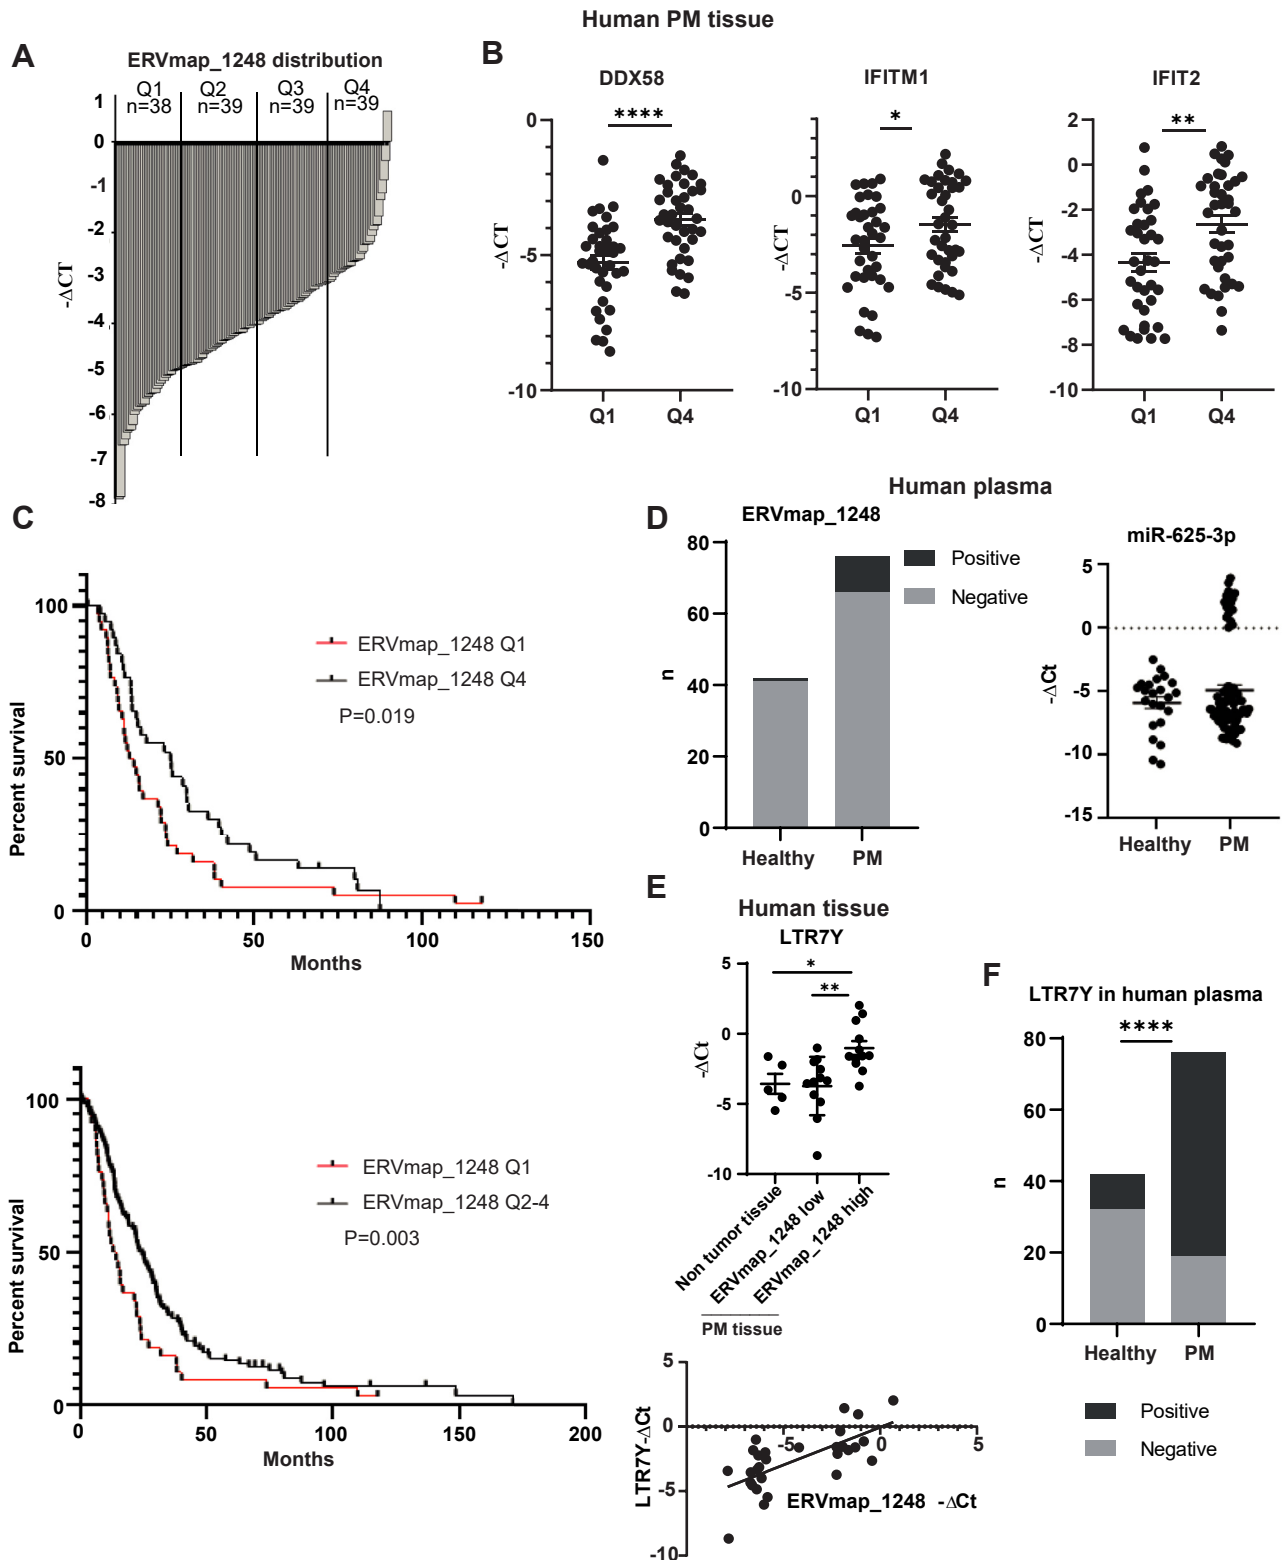 Human PM tissue
A
ERVmap_1248 distribution
Q1 Q2 Q3 Q4
n=38 n=39 n=39 n=39
1
0
-1
-2
-3
-4
-5
-6
-7
-8
-ΔCT
B
DDX58
****
0
-5
-10
-ΔCT
Q1 Q4
IFITM1
*
0
-5
-10
-ΔCT
Q1 Q4
IFIT2
**
2
0
-2
-4
-6
-8
-10
-ΔCT
Q1 Q4
C
100
50
0
Percent survival
ERVmap_1248 Q1
ERVmap_1248 Q4
P=0.019
0 50 100 150
Months
100
50
0
Percent survival
ERVmap_1248 Q1
ERVmap_1248 Q2-4
P=0.003
0 50 100 150 200
Months
Human plasma
D
ERVmap_1248
80
60
40
20
0
n
Positive
Negative
Healthy PM
miR-625-3p
5
0
-5
-10
-15
-ΔCt
Healthy PM
E
Human tissue
LTR7Y
*
**
5
0
-5
-10
-ΔCt
Non tumor tissue
ERVmap_1248 low
ERVmap_1248 high
PM tissue
5
0
-5
-10
LTR7Y-ΔCt
-5 0 5
ERVmap_1248 -ΔCt
F
LTR7Y in human plasma
****
80
60
40
20
0
n
Healthy PM
Positive
Negative